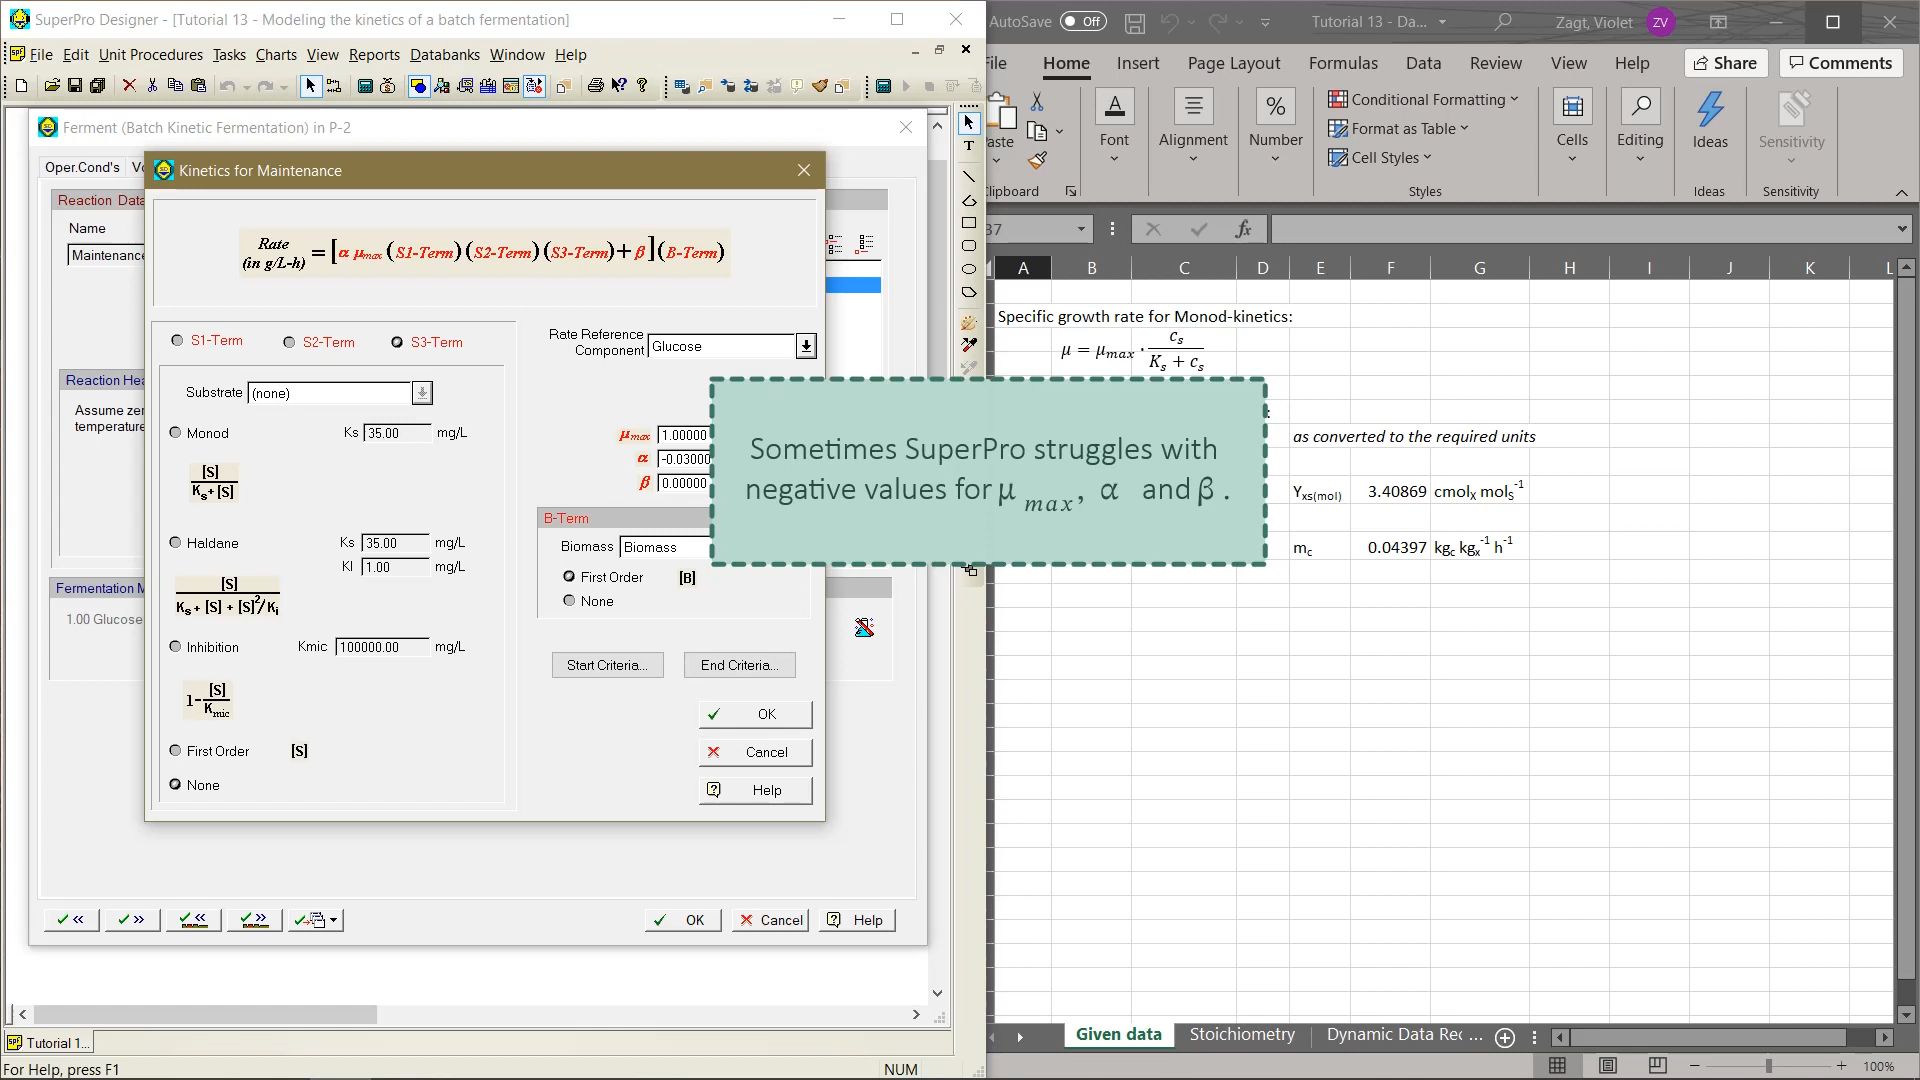 SuperPro Designer - [Tutorial 13 - Modeling the kinetics of a batch fermentation]
File Edit Unit Procedures Tasks Charts View Reports Databanks Window Help
Ferment (Batch Kinetic Fermentation) in P-2
Oper.Cond's
Reaction Data
Name
Maintenance
Reaction Hea
Assume zer
temperature
Fermentation M
1.00 Glucose
Kinetics for Maintenance
Rate (in g/L-h) = [α μmax (S1-Term) (S2-Term) (S3-Term) + β] (B-Term)
S1-Term S2-Term S3-Term
Substrate (none)
Monod Ks 35.00 mg/L
[S]
Ks + [S]
Haldane Ks 35.00 mg/L
KI 1.00 mg/L
[S]
Ks + [S] + [S]²/Ki
Inhibition Kmic 100000.00 mg/L
1- [S]
Kmic
First Order [S]
None
Rate Reference
Component Glucose
μmax 1.00000
α -0.03000
β 0.00000
B-Term
Biomass Biomass
First Order [B]
None
Start Criteria... End Criteria...
OK
Cancel
Help
OK Cancel Help
Tutorial 1...
For Help, press F1 NUM
Sometimes SuperPro struggles with
negative values for μ max, α and β .
AutoSave Off Tutorial 13 - Da... Zagt, Violet ZV
File Home Insert Page Layout Formulas Data Review View Help Share Comments
Paste Clipboard
Font Alignment Number
Conditional Formatting
Format as Table
Cell Styles
Styles
Cells Editing Ideas Sensitivity
Ideas Sensitivity
37 fx
A B C D E F G H I J K L
Specific growth rate for Monod-kinetics:
μ = μmax · cs
Ks + cs
:
as converted to the required units
Yxs(mol) 3.40869 cmolX molS-1
mc 0.04397 kgc kgx-1 h-1
Given data Stoichiometry Dynamic Data Rec ...
100%